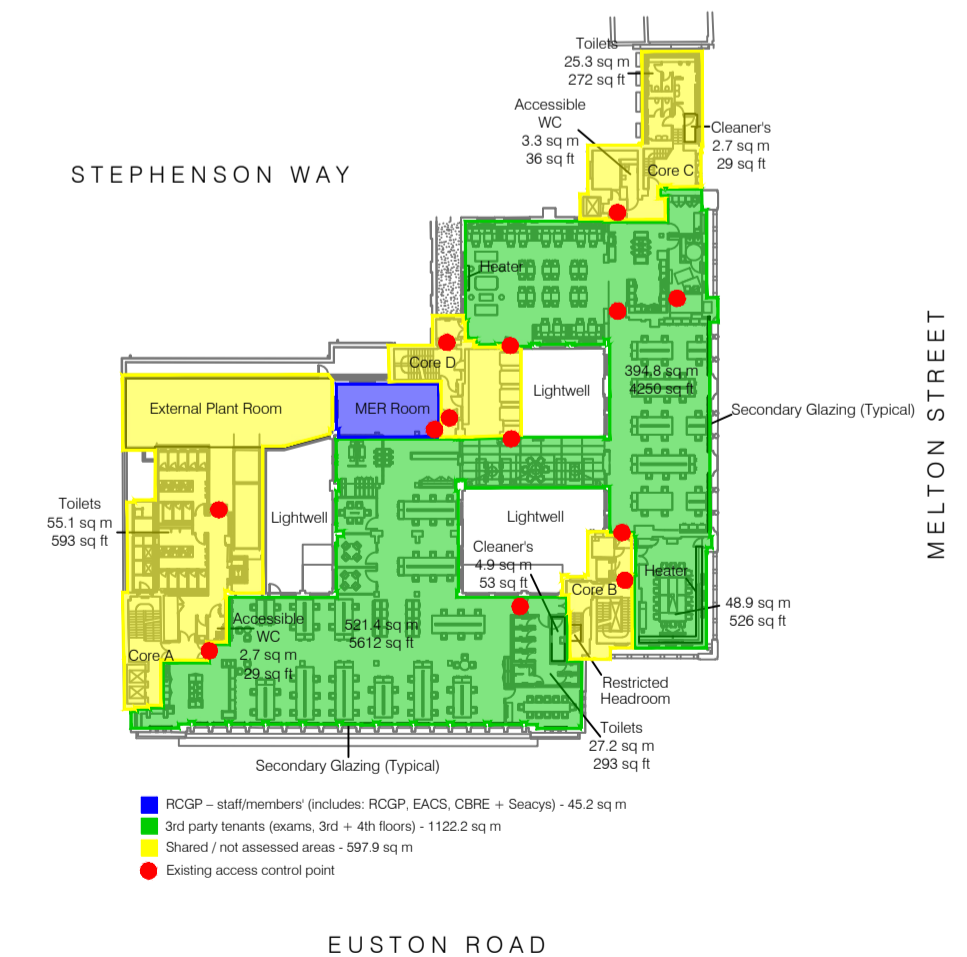 Toilets
25.3 sq m
272 sq ft
Accessible
WC
3.3 sq m
36 sq ft
Cleaner's
2.7 sq m
29 sq ft
Core C
STEPHENSON WAY
Heater
Core D
Lightwell
394.8 sq m
4250 sq ft
MELTON STREET
External Plant Room
MER Room
Secondary Glazing (Typical)
Toilets
55.1 sq m
593 sq ft
Lightwell
Lightwell
Cleaner's
4.9 sq m
53 sq ft
Core B
Heater
48.9 sq m
526 sq ft
Accessible
WC
2.7 sq m
29 sq ft
521.4 sq m
5612 sq ft
Core A
Restricted
Headroom
Toilets
27.2 sq m
293 sq ft
Secondary Glazing (Typical)
RCGP – staff/members' (includes: RCGP, EACS, CBRE + Seacys) - 45.2 sq m
3rd party tenants (exams, 3rd + 4th floors) - 1122.2 sq m
Shared / not assessed areas - 597.9 sq m
Existing access control point
EUSTON ROAD